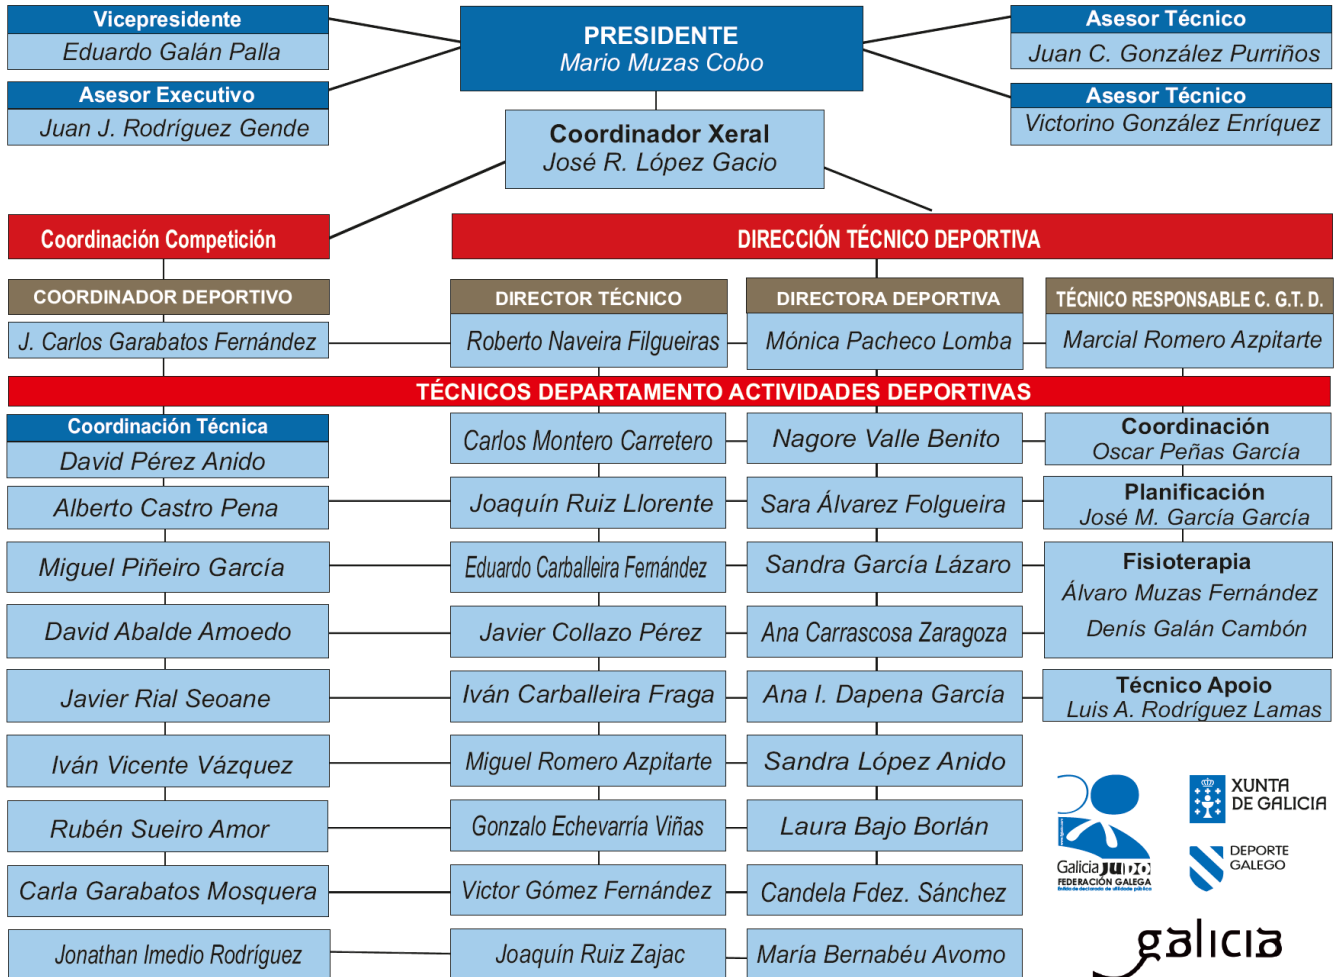 Vicepresidente
Eduardo Galán Palla
Asesor Executivo
Juan J. Rodríguez Gende
PRESIDENTE
Mario Muzas Cobo
Asesor Técnico
Juan C. González Purriños
Asesor Técnico
Victorino González Enríquez
Coordinador Xeral
José R. López Gacio
Coordinación Competición
DIRECCIÓN TÉCNICO DEPORTIVA
COORDINADOR DEPORTIVO
J. Carlos Garabatos Fernández
DIRECTOR TÉCNICO
Roberto Naveira Filgueiras
DIRECTORA DEPORTIVA
Mónica Pacheco Lomba
TÉCNICO RESPONSABLE C. G.T. D.
Marcial Romero Azpitarte
TÉCNICOS DEPARTAMENTO ACTIVIDADES DEPORTIVAS
Coordinación Técnica
David Pérez Anido
Alberto Castro Pena
Miguel Piñeiro García
David Abalde Amoedo
Javier Rial Seoane
Iván Vicente Vázquez
Rubén Sueiro Amor
Carla Garabatos Mosquera
Jonathan Imedio Rodríguez
Carlos Montero Carretero
Joaquín Ruiz Llorente
Eduardo Carballeira Fernández
Javier Collazo Pérez
Iván Carballeira Fraga
Miguel Romero Azpitarte
Gonzalo Echevarría Viñas
Victor Gómez Fernández
Joaquín Ruiz Zajac
Nagore Valle Benito
Sara Álvarez Folgueira
Sandra García Lázaro
Ana Carrascosa Zaragoza
Ana I. Dapena García
Sandra López Anido
Laura Bajo Borlán
Candela Fdez. Sánchez
María Bernabéu Avomo
Coordinación
Oscar Peñas García
Planificación
José M. García García
Fisioterapia
Álvaro Muzas Fernández
Denís Galán Cambón
Técnico Apoio
Luis A. Rodríguez Lamas
Galicia JUDO
FEDERACIÓN GALEGA
Entidade declarada de utilidade pública
XUNTA
DE GALICIA
DEPORTE
GALEGO
galicia